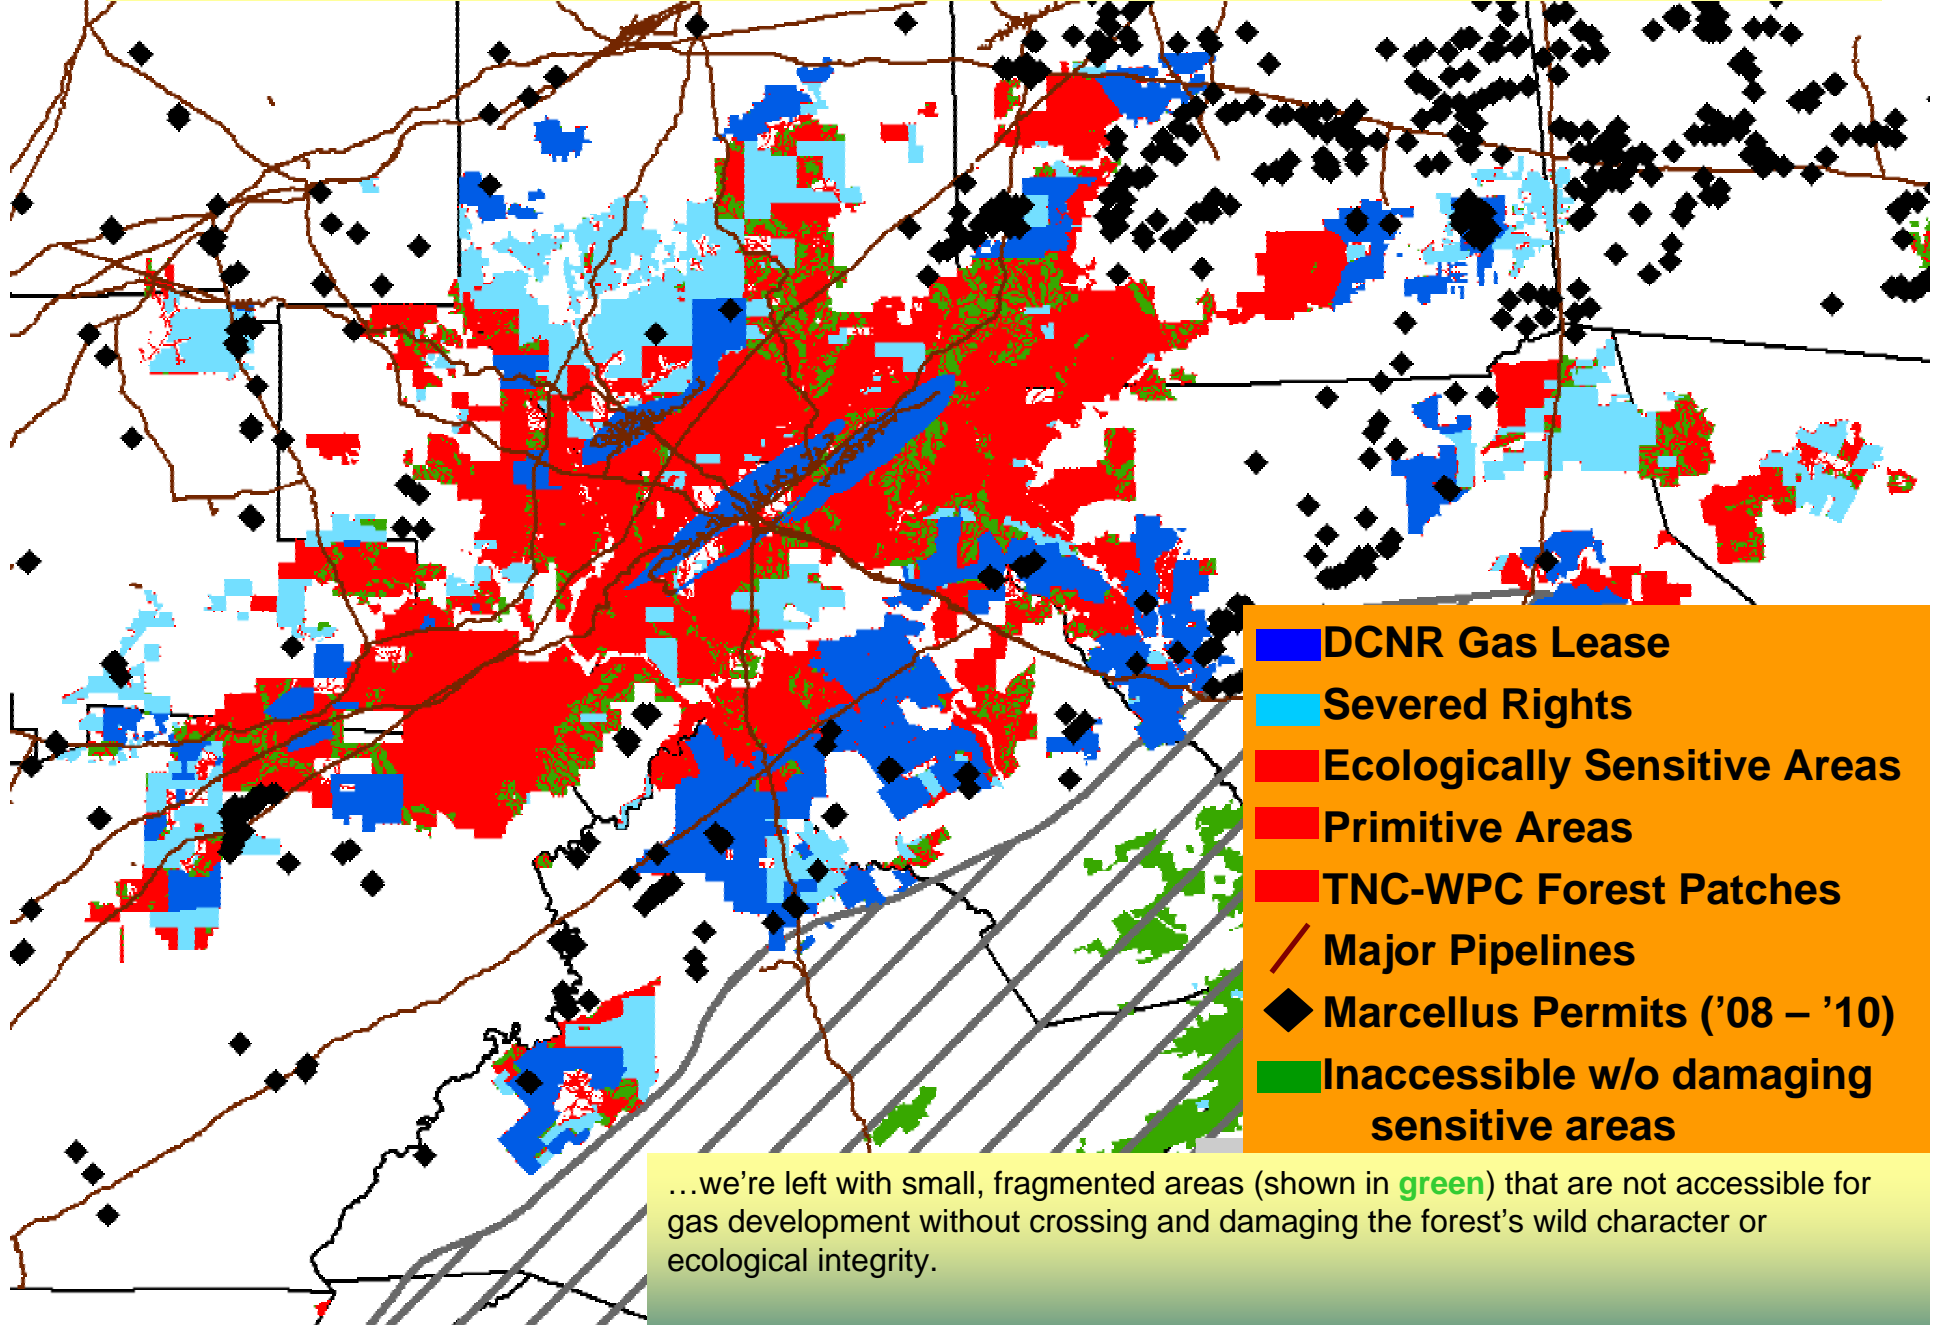 DCNR Gas Lease
Severed Rights
Ecologically Sensitive Areas
Primitive Areas
TNC-WPC Forest Patches
Major Pipelines
Marcellus Permits (’08 – ’10)
Inaccessible w/o damaging
sensitive areas
…we’re left with small, fragmented areas (shown in green) that are not accessible for
gas development without crossing and damaging the forest’s wild character or
ecological integrity.